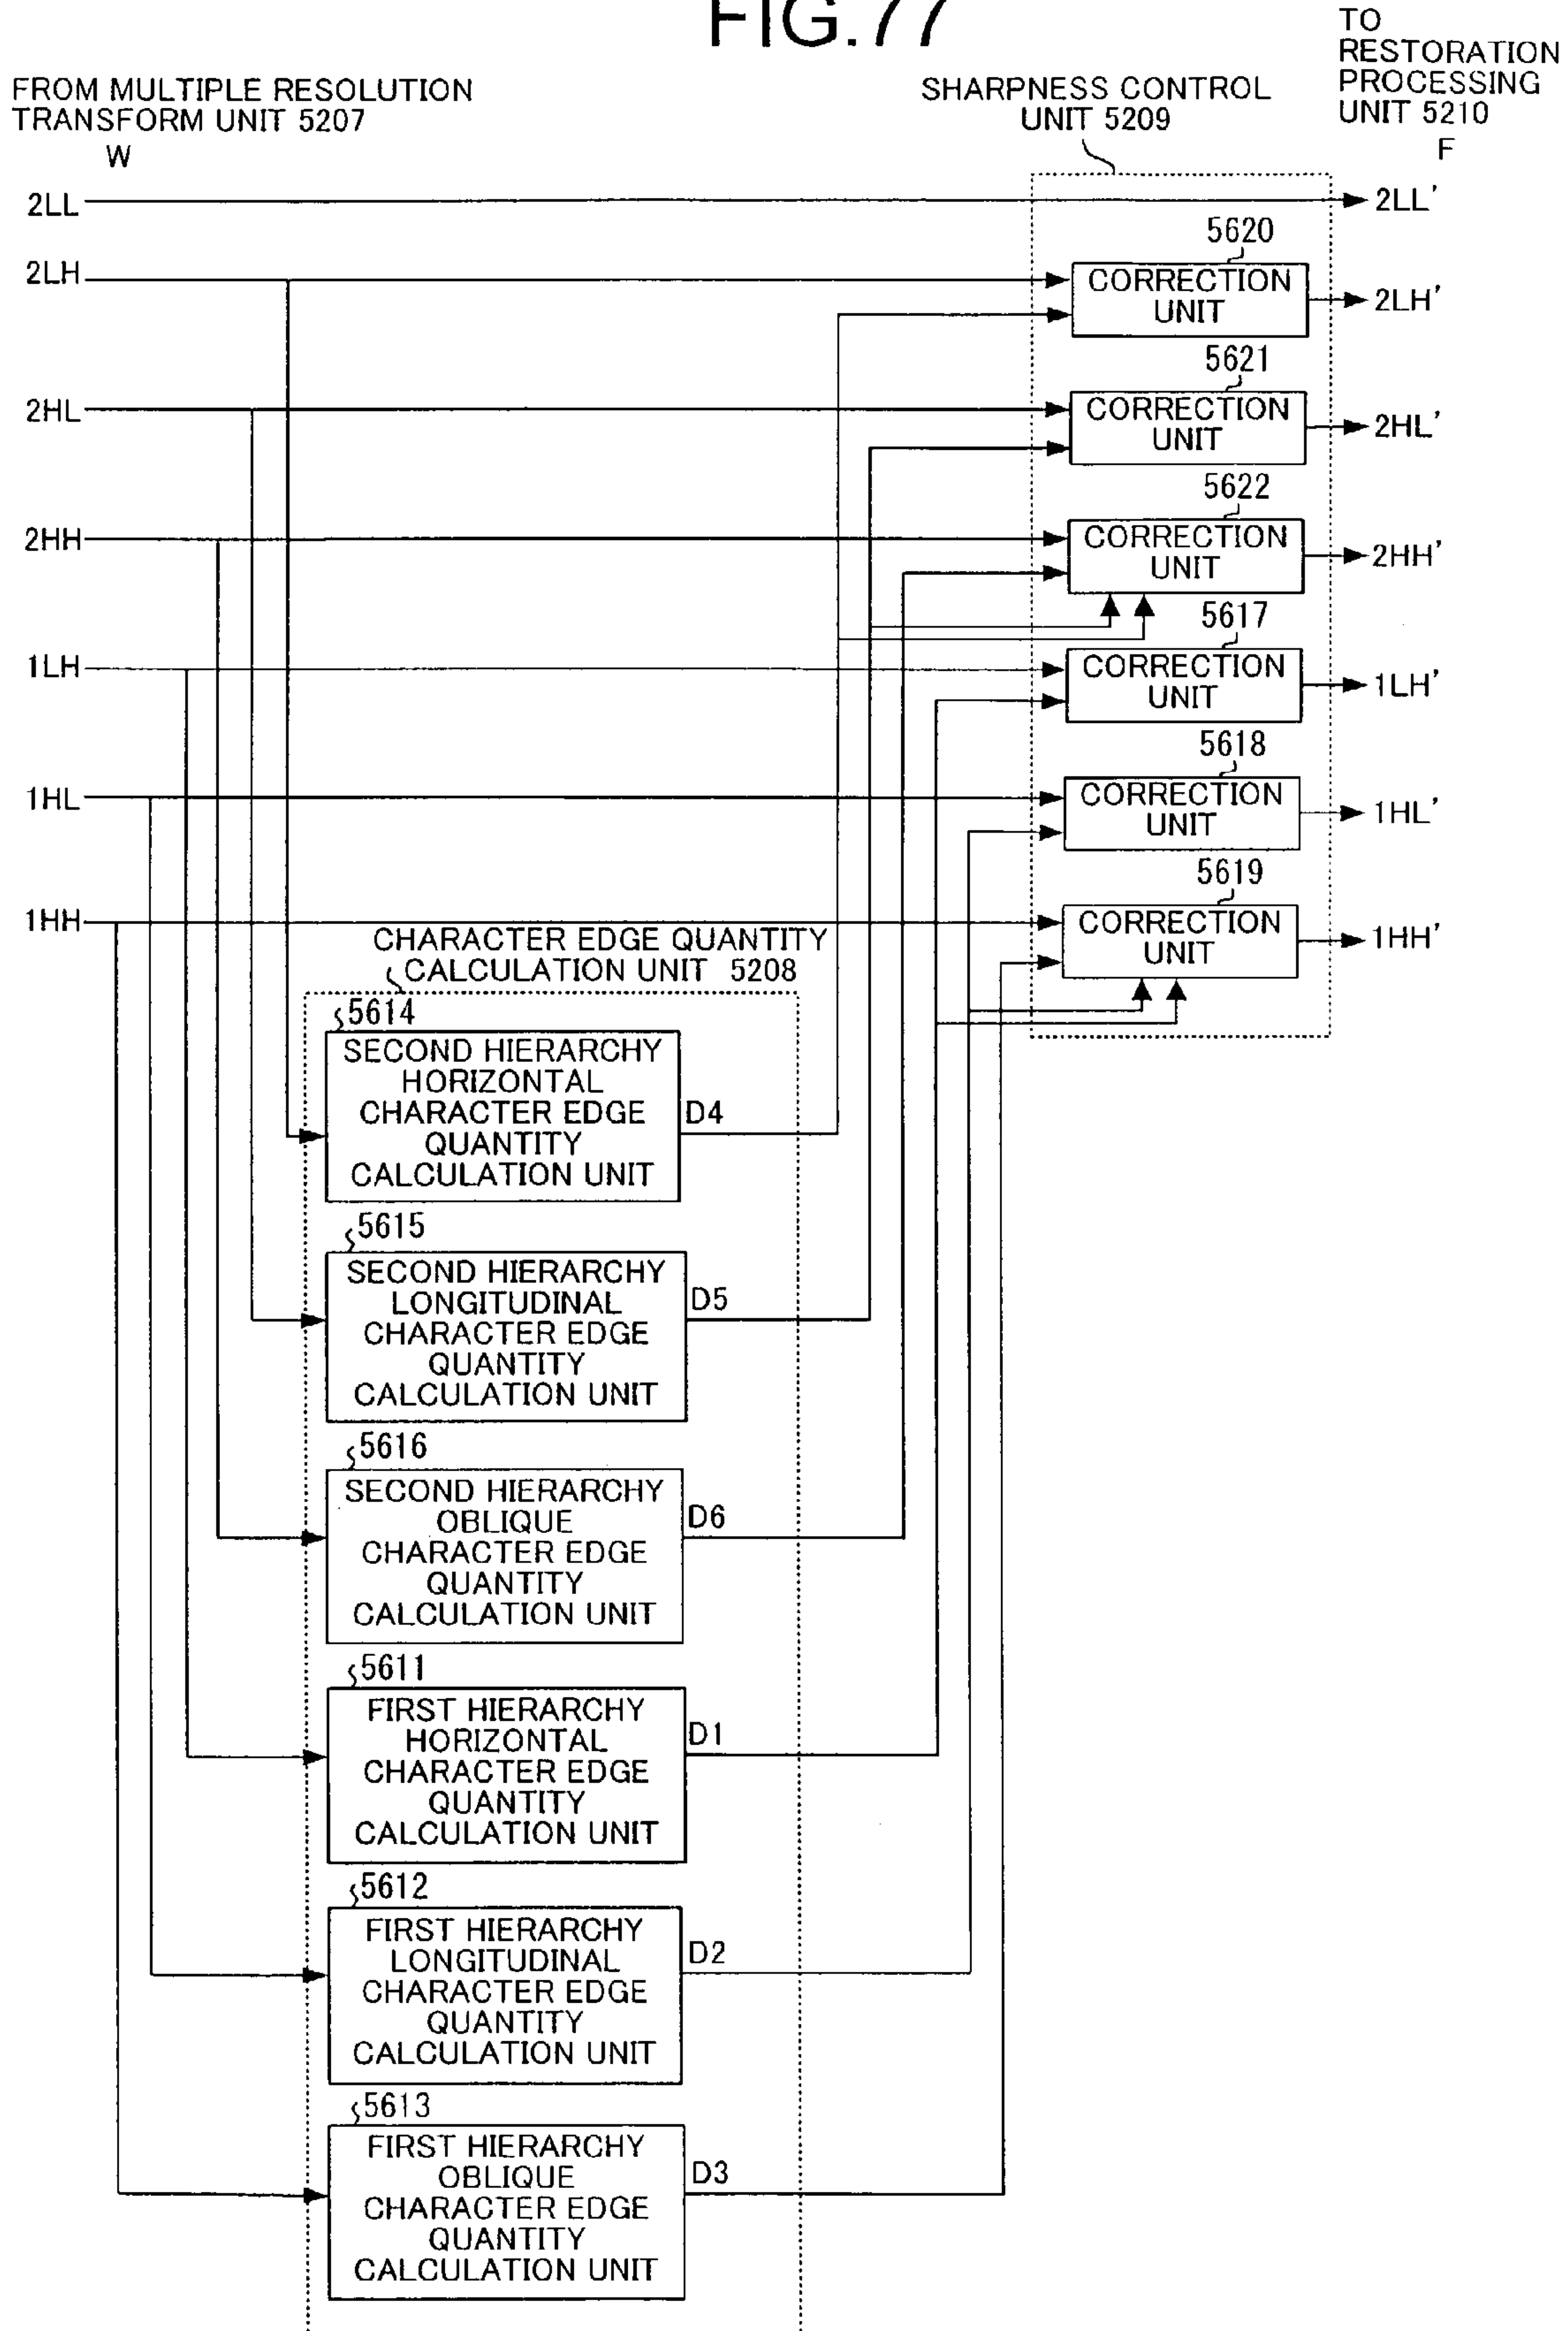 FIG.77
FROM MULTIPLE RESOLUTION
TRANSFORM UNIT 5207
W
SHARPNESS CONTROL
UNIT 5209
TO
RESTORATION
PROCESSING
UNIT 5210
F
2LL
2LL'
5620
2LH
CORRECTION
UNIT
2LH'
5621
2HL
CORRECTION
UNIT
2HL'
5622
2HH
CORRECTION
UNIT
2HH'
5617
1LH
CORRECTION
UNIT
1LH'
5618
1HL
CORRECTION
UNIT
1HL'
5619
1HH
CORRECTION
UNIT
1HH'
CHARACTER EDGE QUANTITY
CALCULATION UNIT 5208
5614
SECOND HIERARCHY
HORIZONTAL
CHARACTER EDGE
QUANTITY
CALCULATION UNIT
D4
5615
SECOND HIERARCHY
LONGITUDINAL
CHARACTER EDGE
QUANTITY
CALCULATION UNIT
D5
5616
SECOND HIERARCHY
OBLIQUE
CHARACTER EDGE
QUANTITY
CALCULATION UNIT
D6
5611
FIRST HIERARCHY
HORIZONTAL
CHARACTER EDGE
QUANTITY
CALCULATION UNIT
D1
5612
FIRST HIERARCHY
LONGITUDINAL
CHARACTER EDGE
QUANTITY
CALCULATION UNIT
D2
5613
FIRST HIERARCHY
OBLIQUE
CHARACTER EDGE
QUANTITY
CALCULATION UNIT
D3